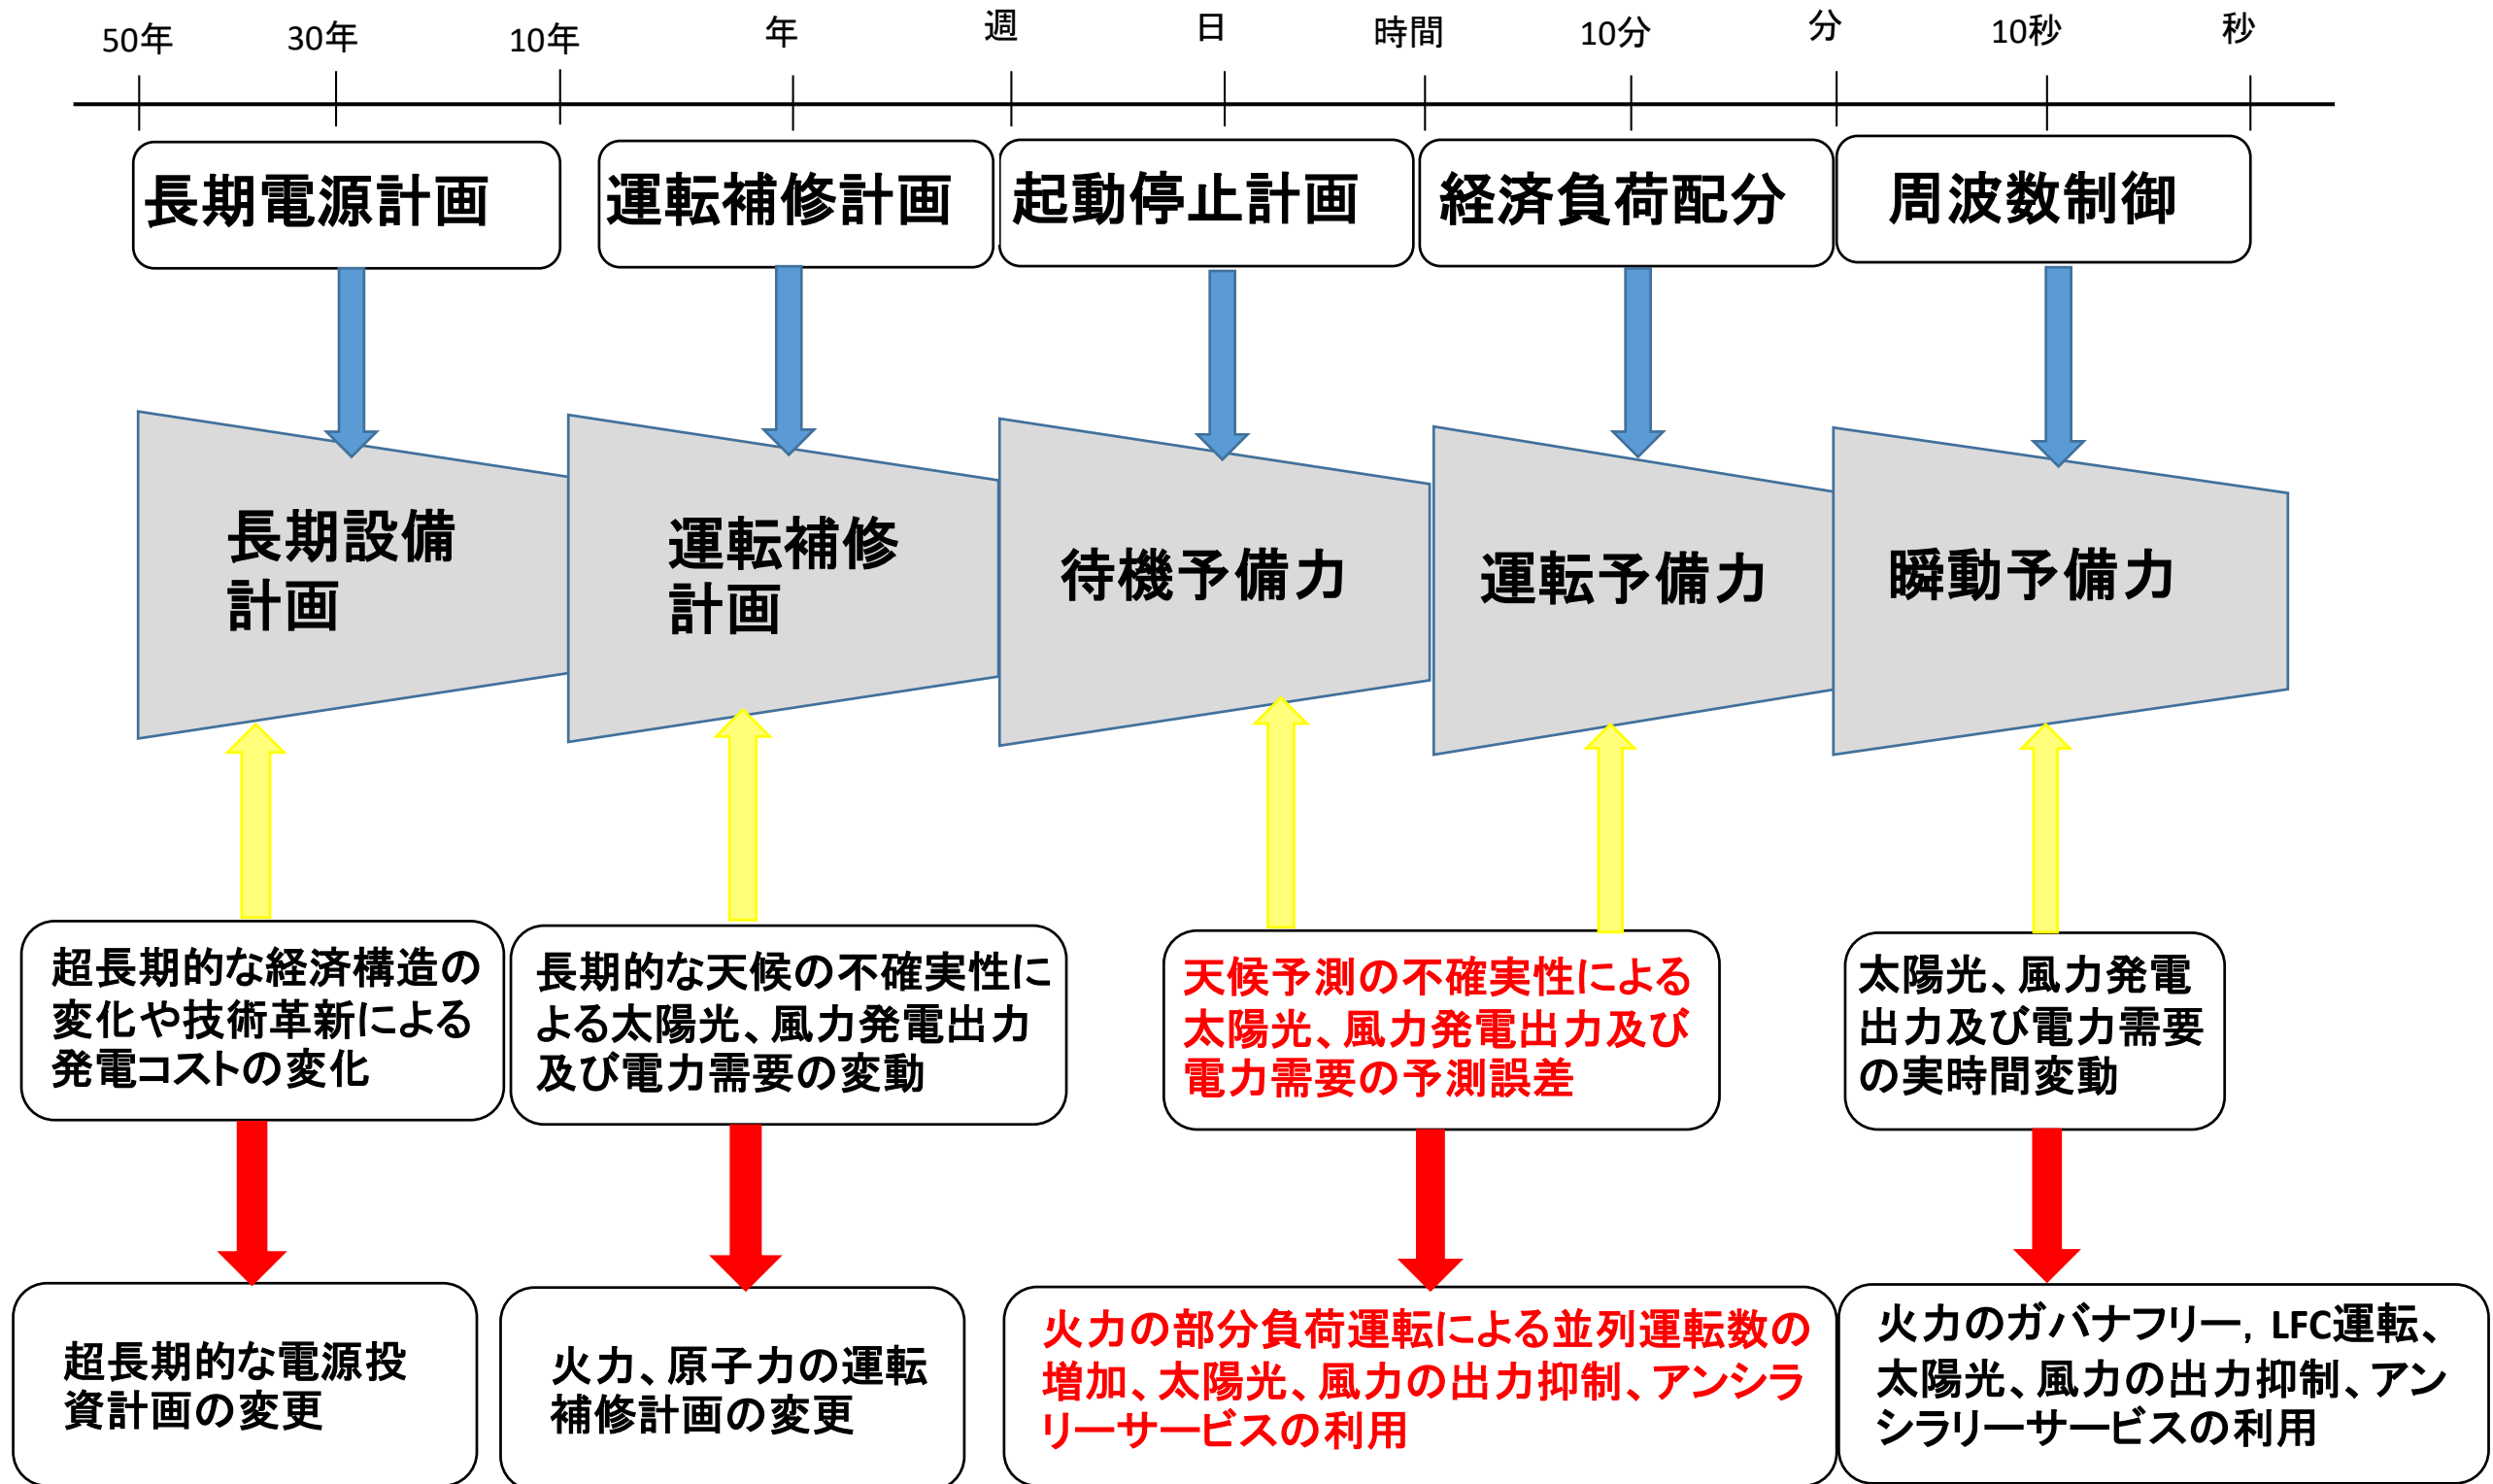 50年
30年
10年
年
週
日
時間
10分
分
10秒
秒
長期電源計画
運転補修計画
起動停止計画
経済負荷配分
周波数制御
長期設備
計画
運転補修
計画
待機予備力
運転予備力
瞬動予備力
超長期的な経済構造の
変化や技術革新による
発電コストの変化
長期的な天候の不確実性に
よる太陽光、風力発電出力
及び電力需要の変動
天候予測の不確実性による
太陽光、風力発電出力及び
電力需要の予測誤差
太陽光、風力発電
出力及び電力需要
の実時間変動
超長期的な電源投
資計画の変更
火力、原子力の運転
補修計画の変更
火力の部分負荷運転による並列運転数の
増加、太陽光、風力の出力抑制、アンシラ
リーサービスの利用
火力のガバナフリー，LFC運転、
太陽光、風力の出力抑制、アン
シラリーサービスの利用